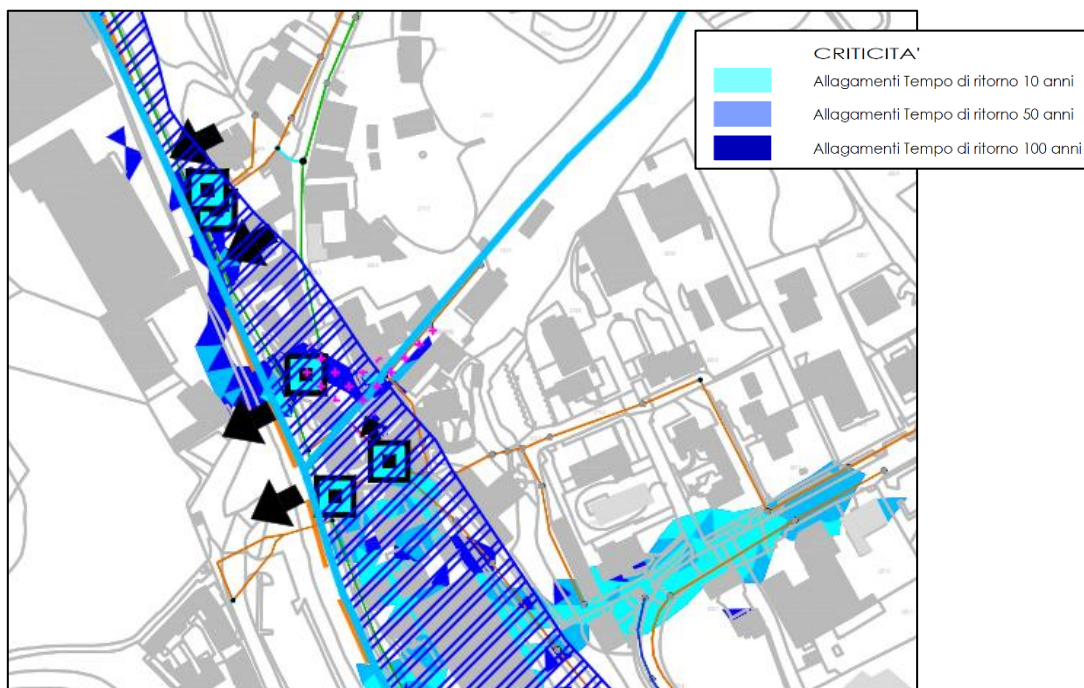 CRITICITA'
Allagamenti Tempo di ritorno 10 anni
Allagamenti Tempo di ritorno 50 anni
Allagamenti Tempo di ritorno 100 anni